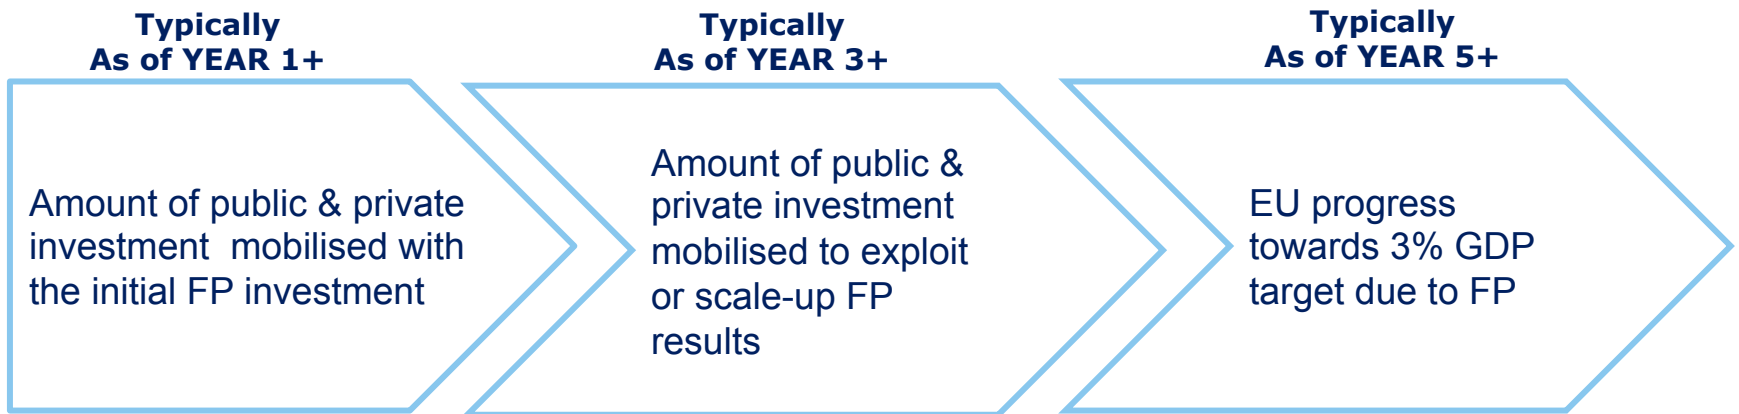 Typically
As of YEAR 1+
Amount of public & private
investment  mobilised with
the initial FP investment
Typically
As of YEAR 3+
Amount of public &
private investment
mobilised to exploit
or scale-up FP
results
Typically
As of YEAR 5+
EU progress
towards 3% GDP
target due to FP